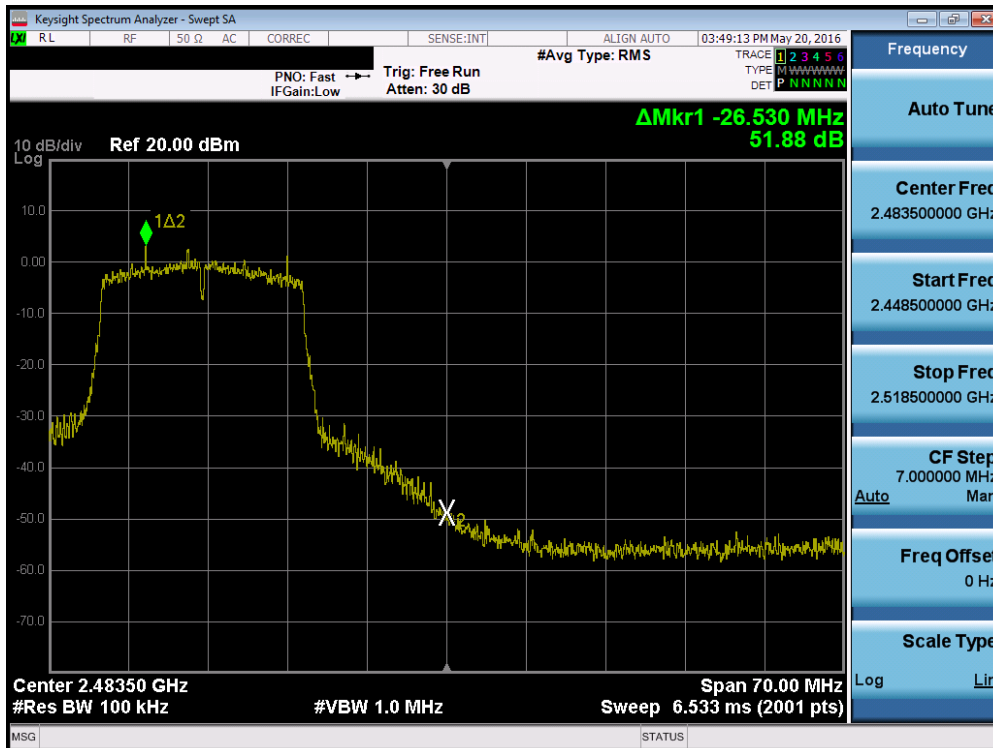 Keysight Spectrum Analyzer - Swept SA
LXI RL RF 50 Ω AC CORREC SENSE:INT ALIGN AUTO 03:49:13 PM May 20, 2016
PNO: Fast Trig: Free Run #Avg Type: RMS TRACE 1 2 3 4 5 6
IFGain:Low Atten: 30 dB TYPE M W W W W W
DET P N N N N N
ΔMkr1 -26.530 MHz
51.88 dB
10 dB/div Ref 20.00 dBm
Log
10.0
0.00
-10.0
-20.0
-30.0
-40.0
-50.0
-60.0
-70.0
1Δ2
2
Center 2.48350 GHz Span 70.00 MHz
#Res BW 100 kHz #VBW 1.0 MHz Sweep 6.533 ms (2001 pts)
MSG STATUS
Frequency
Auto Tune
Center Freq
2.483500000 GHz
Start Freq
2.448500000 GHz
Stop Freq
2.518500000 GHz
CF Step
7.000000 MHz
Auto Man
Freq Offset
0 Hz
Scale Type
Log Lin